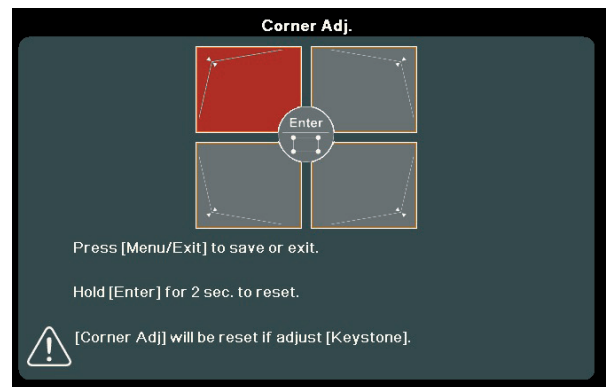 Corner Adj.
Enter
Press [Menu/Exit] to save or exit.
Hold [Enter] for 2 sec. to reset.
[Corner Adj] will be reset if adjust [Keystone].